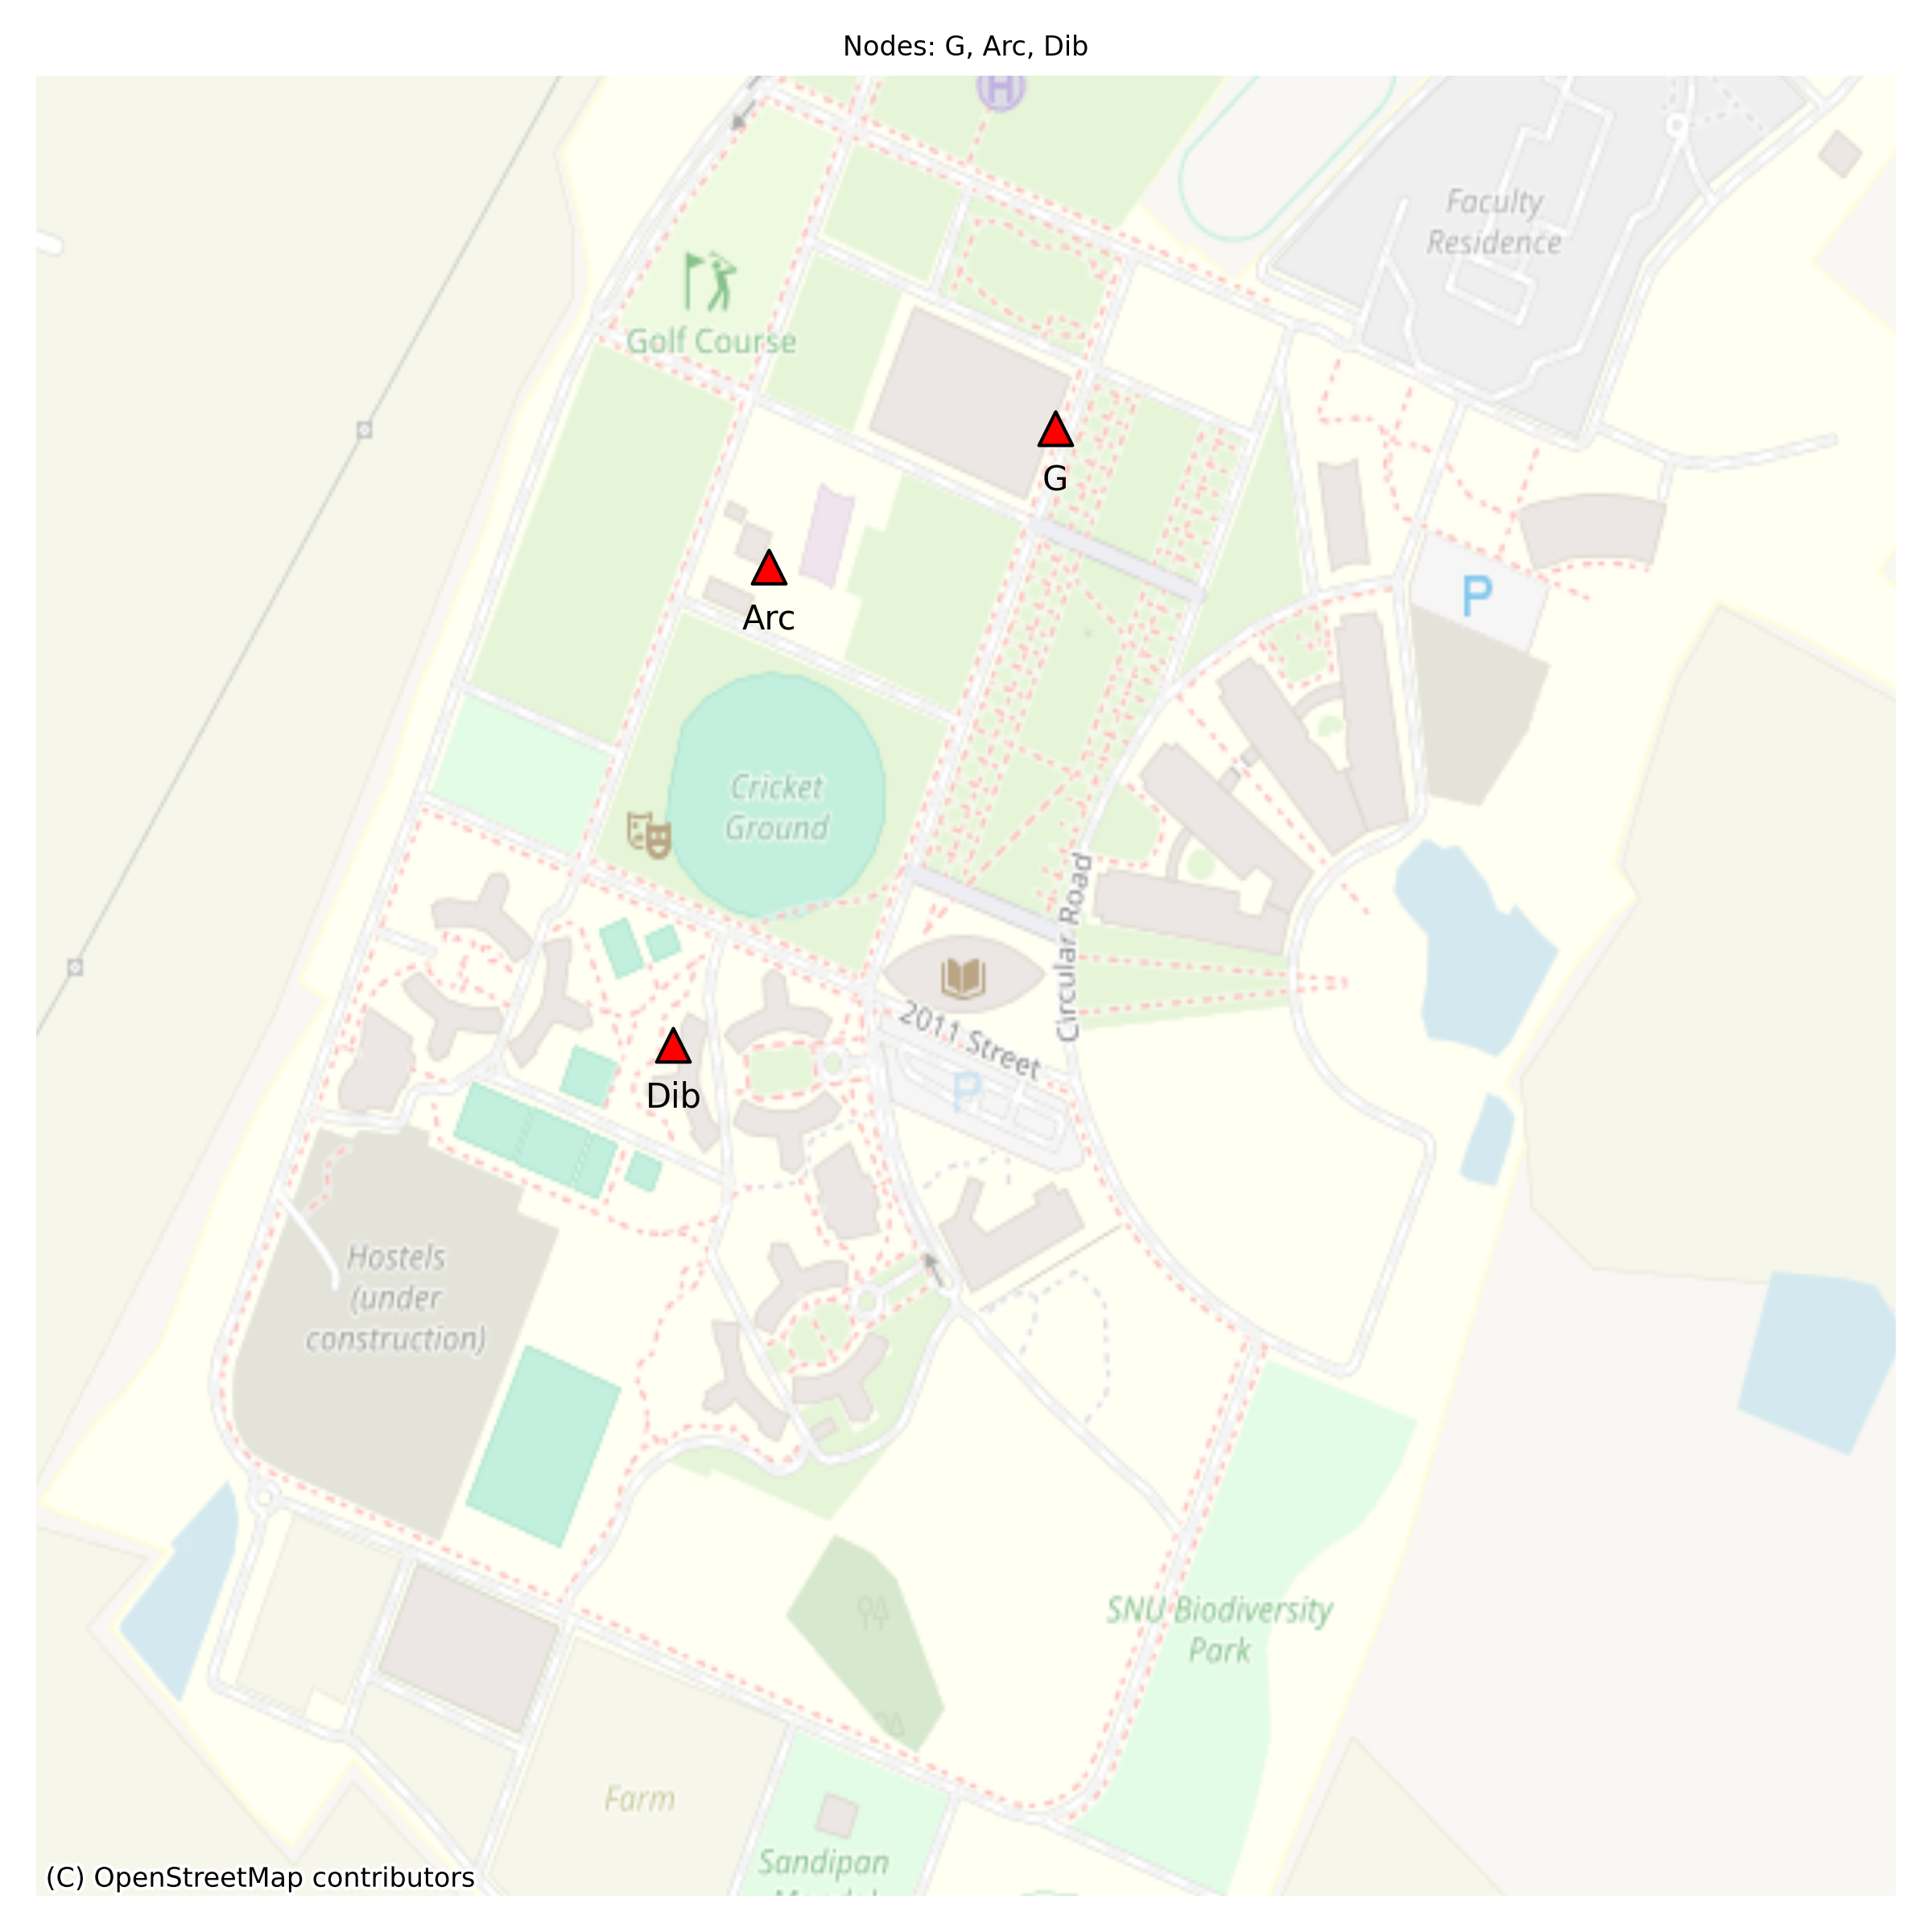 Nodes: G, Arc, Dib
H
Faculty
Residence
Golf Course
G
P
Arc
Cricket
Ground
Circular Road
2011 Street
P
Dib
Hostels
(under
construction)
SNU Biodiversity
Park
Farm
Sandipan
(C) OpenStreetMap contributors